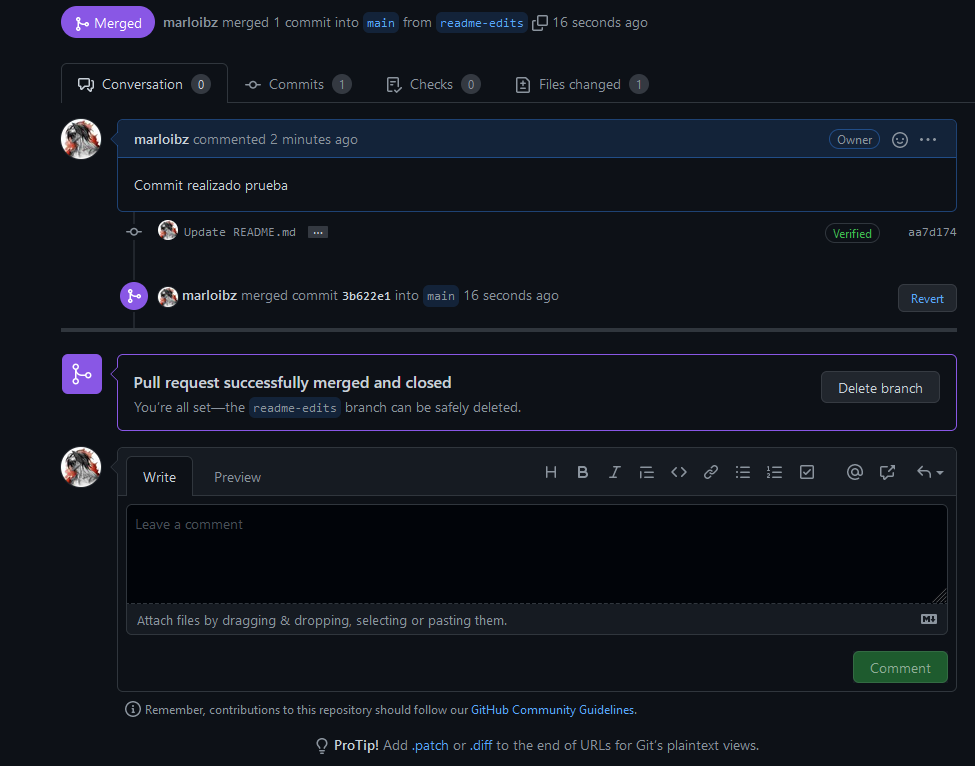 Merged marloibz merged 1 commit into main from readme-edits 16 seconds ago
Conversation 0 Commits 1 Checks 0 Files changed 1
marloibz commented 2 minutes ago Owner
Commit realizado prueba
Update README.md ... Verified aa7d174
marloibz merged commit 3b622e1 into main 16 seconds ago Revert
Pull request successfully merged and closed
You're all set—the readme-edits branch can be safely deleted.
Delete branch
Write Preview
Leave a comment
Attach files by dragging & dropping, selecting or pasting them.
Comment
Remember, contributions to this repository should follow our GitHub Community Guidelines.
ProTip! Add .patch or .diff to the end of URLs for Git's plaintext views.